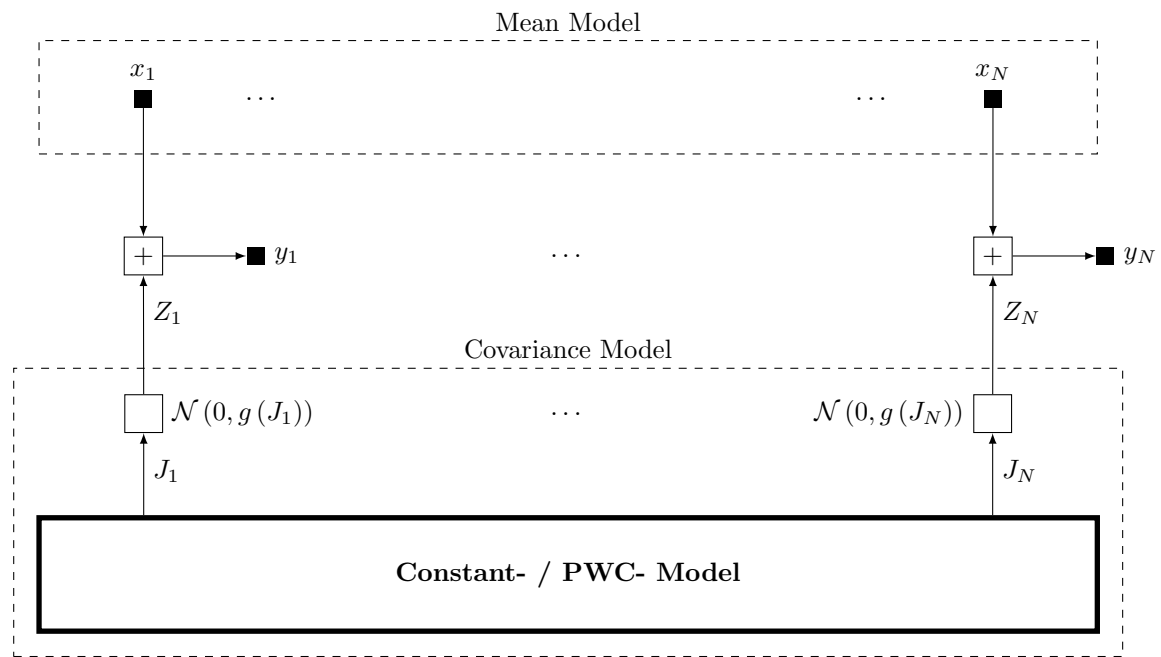 Mean Model
x_1 x_N
... ...
+ y_1 ... + y_N
Z_1 Z_N
Covariance Model
𝒩 (0, g (J_1)) ... 𝒩 (0, g (J_N))
J_1 J_N
Constant- / PWC- Model